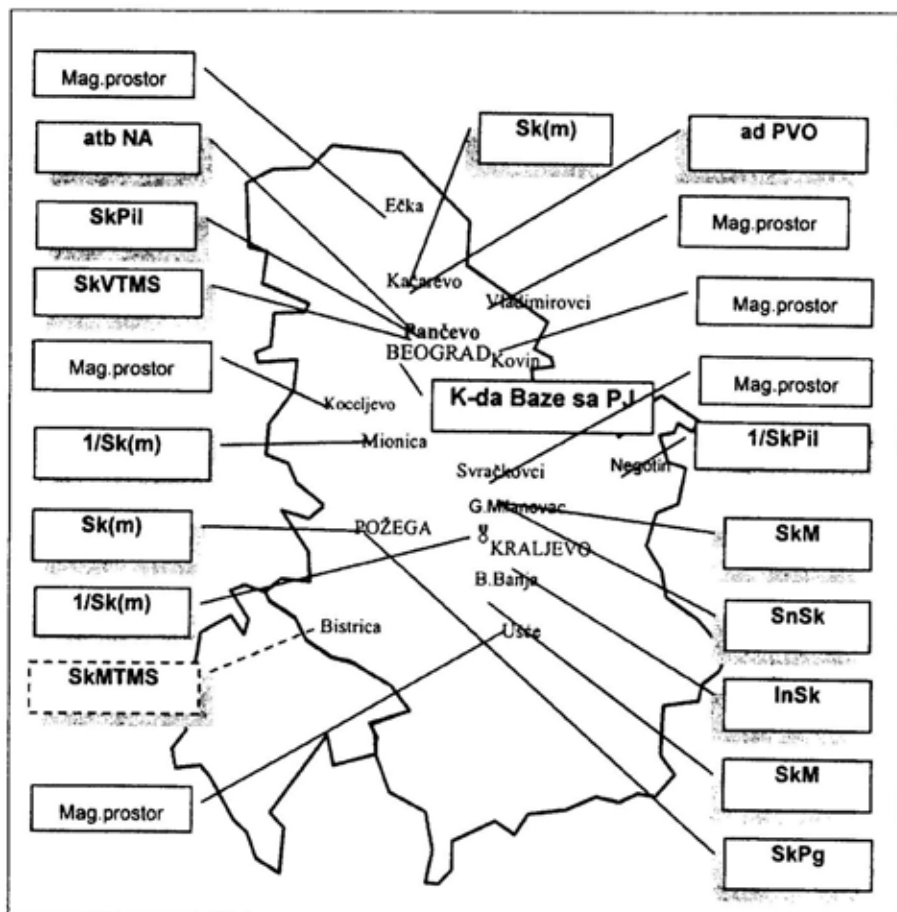 Mag.prostor
atb NA
SkPil
SkVTMS
Mag.prostor
1/Sk(m)
Sk(m)
1/Sk(m)
SkMTMS
Mag.prostor
Sk(m)
Ečka
Kačarevo
Vladimirovci
Pančevo
BEOGRAD
Kovin
K-da Baze sa PJ
Koceljevo
Mionica
Svračkovci
Negotin
G.Milanovac
POŽEGA
KRALJEVO
B.Banja
Bistrica
Ušće
ad PVO
Mag.prostor
Mag.prostor
Mag.prostor
1/SkPil
SkM
SnSk
InSk
SkM
SkPg